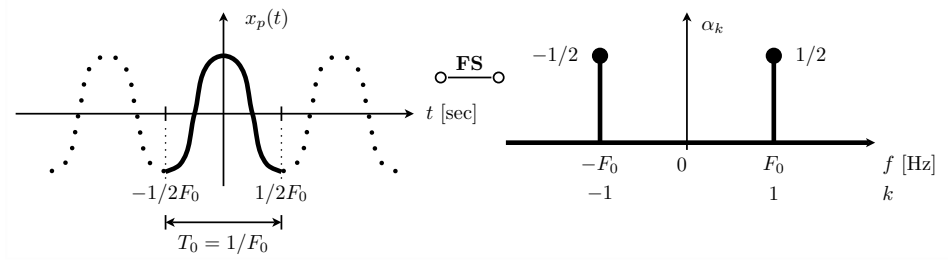 x_p(t)
t [sec]
−1/2F_0
1/2F_0
T_0 = 1/F_0
FS
α_k
−1/2
1/2
−F_0
0
F_0
f [Hz]
−1
1
k